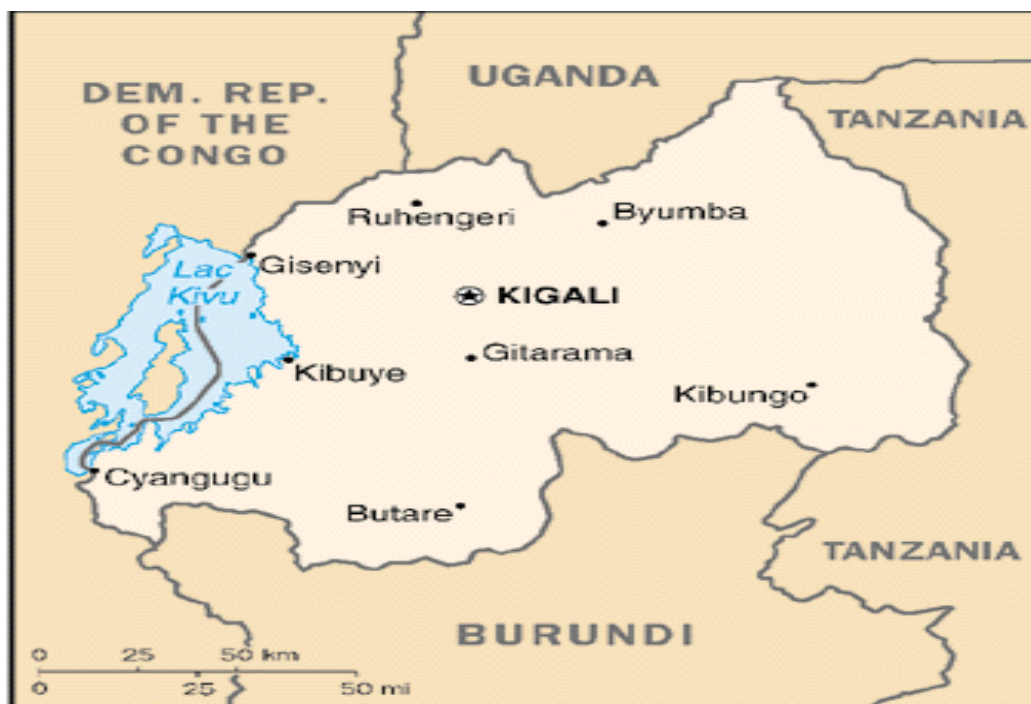 UGANDA
DEM. REP.
OF THE
CONGO
TANZANIA
Ruhengeri
Byumba
Gisenyi
Lac
Kivu
KIGALI
Gitarama
Kibuye
Kibungo
Cyangugu
Butare
TANZANIA
BURUNDI
0 25 50 km
0 25 50 mi